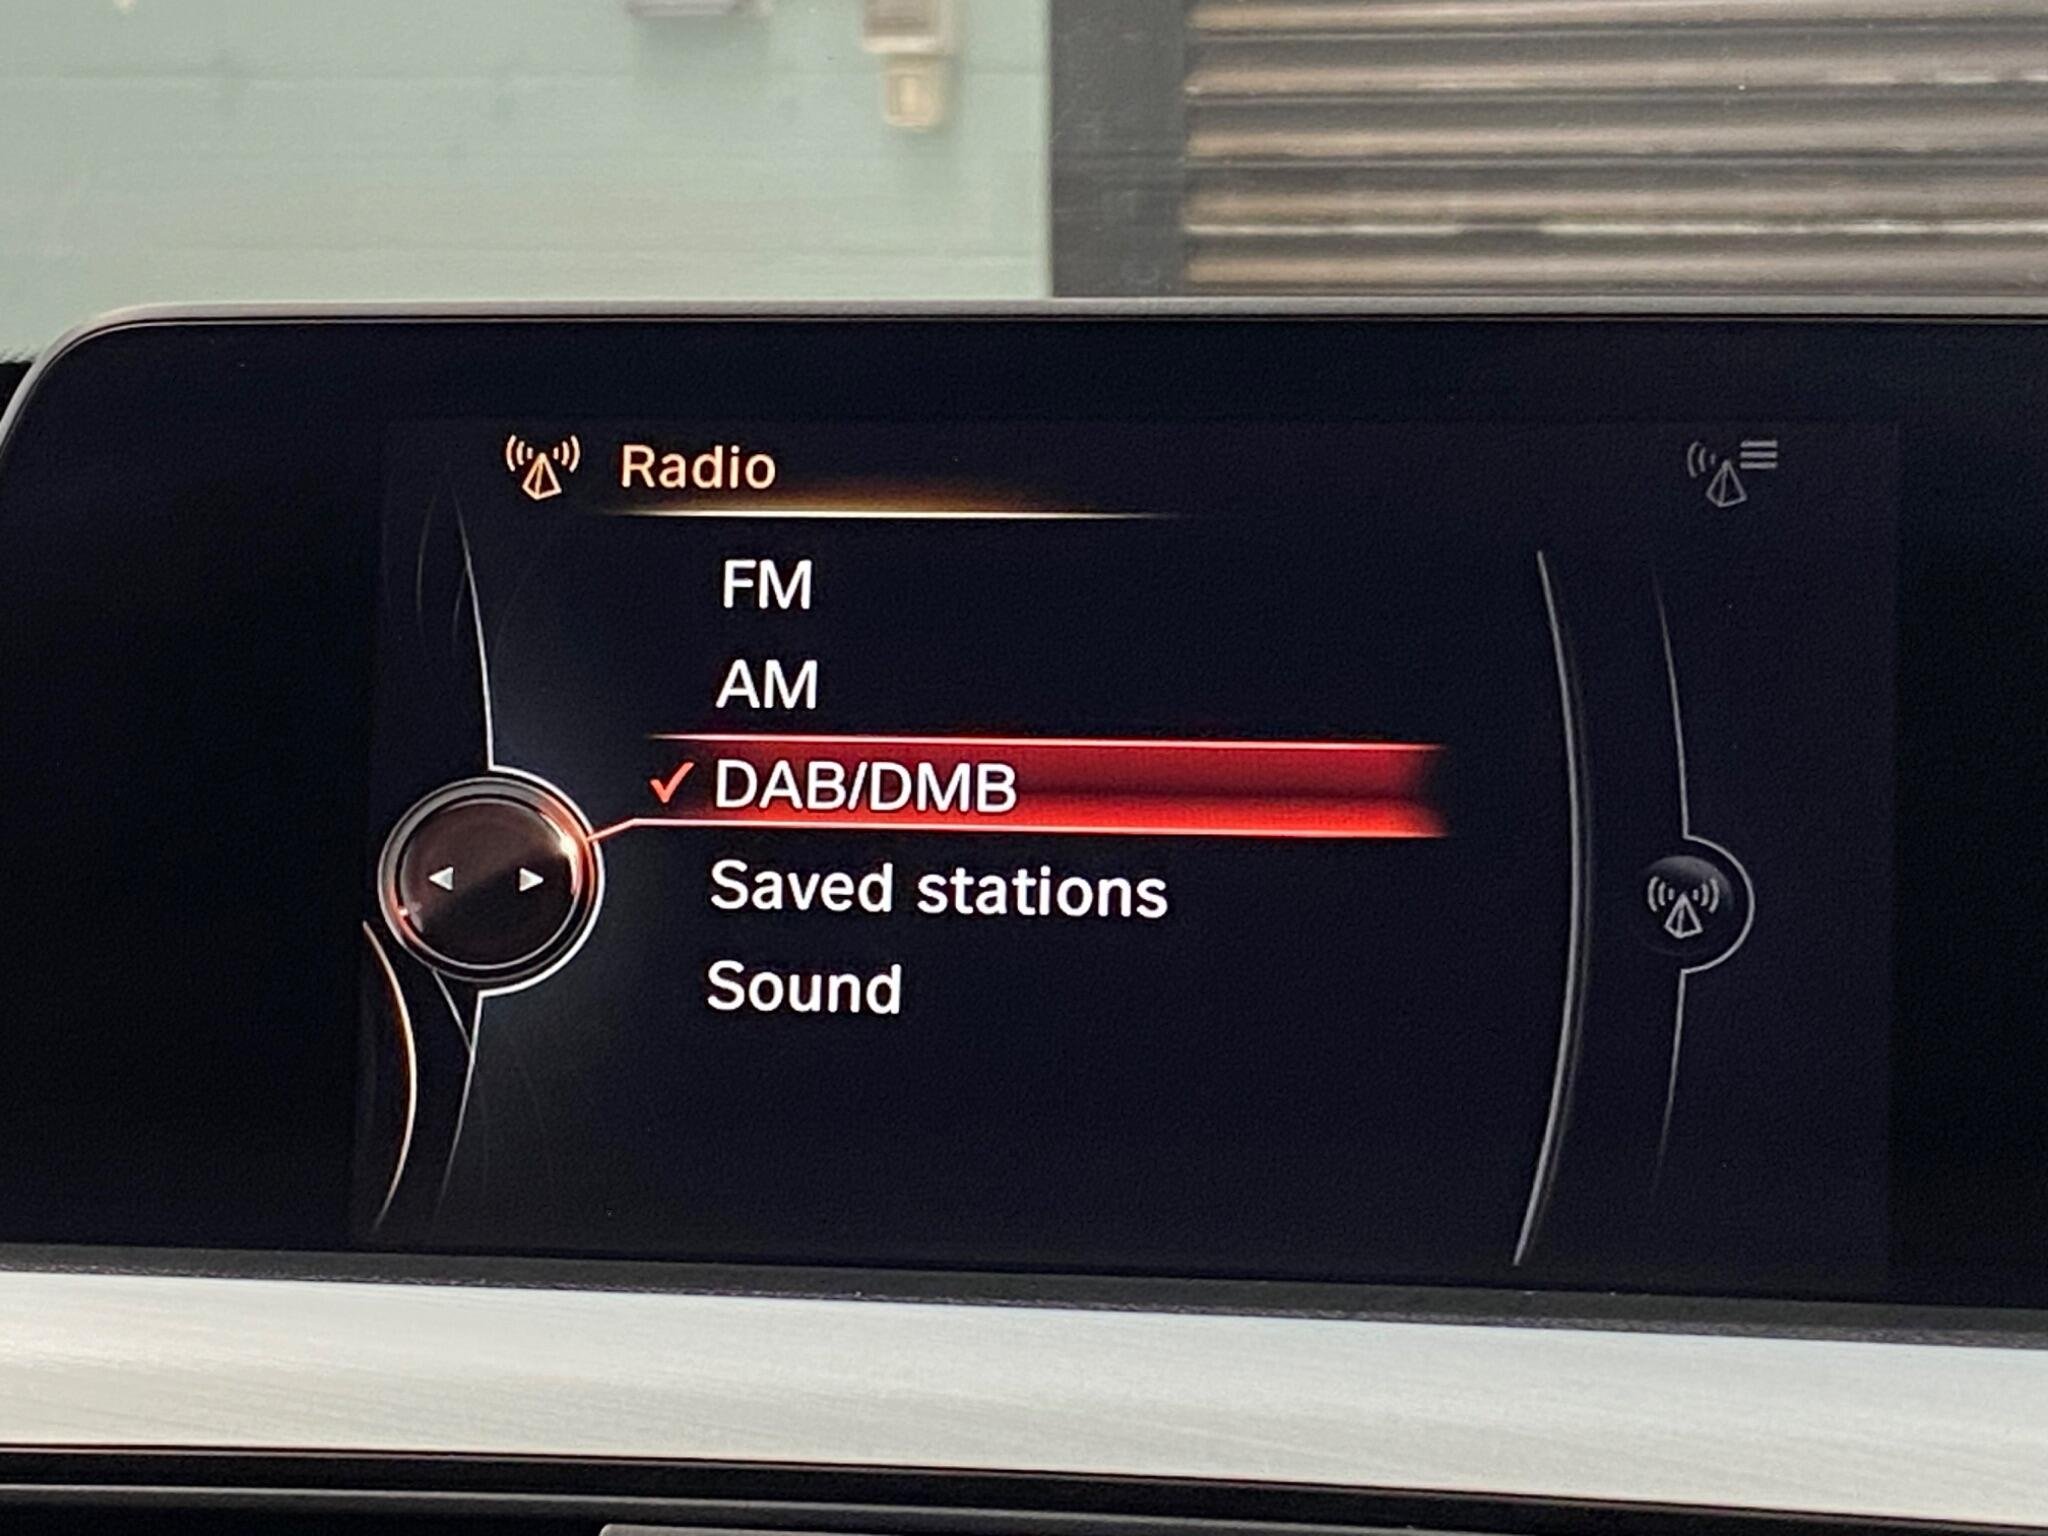 Radio
FM
AM
✓ DAB/DMB
Saved stations
Sound